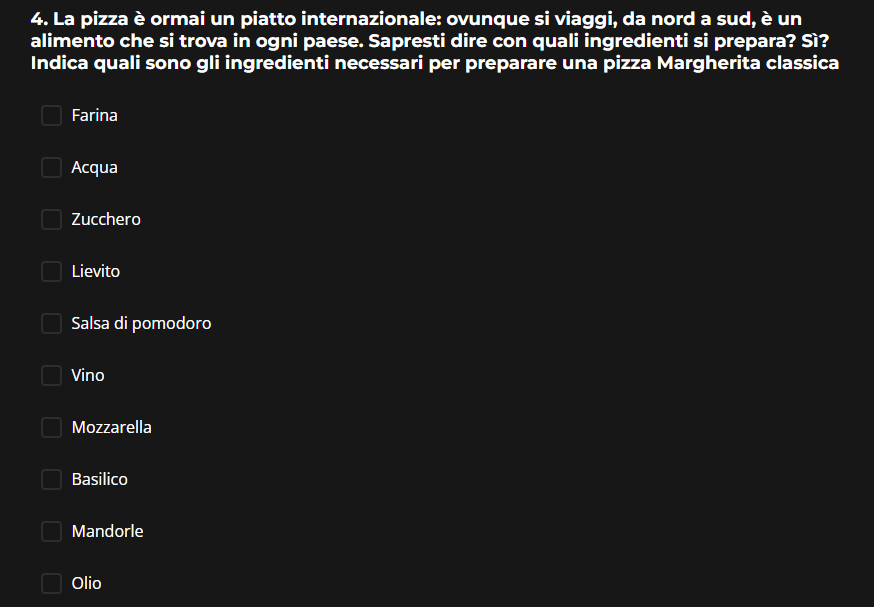 4. La pizza è ormai un piatto internazionale: ovunque si viaggi, da nord a sud, è un
alimento che si trova in ogni paese. Sapresti dire con quali ingredienti si prepara? Sì?
Indica quali sono gli ingredienti necessari per preparare una pizza Margherita classica
Farina
Acqua
Zucchero
Lievito
Salsa di pomodoro
Vino
Mozzarella
Basilico
Mandorle
Olio